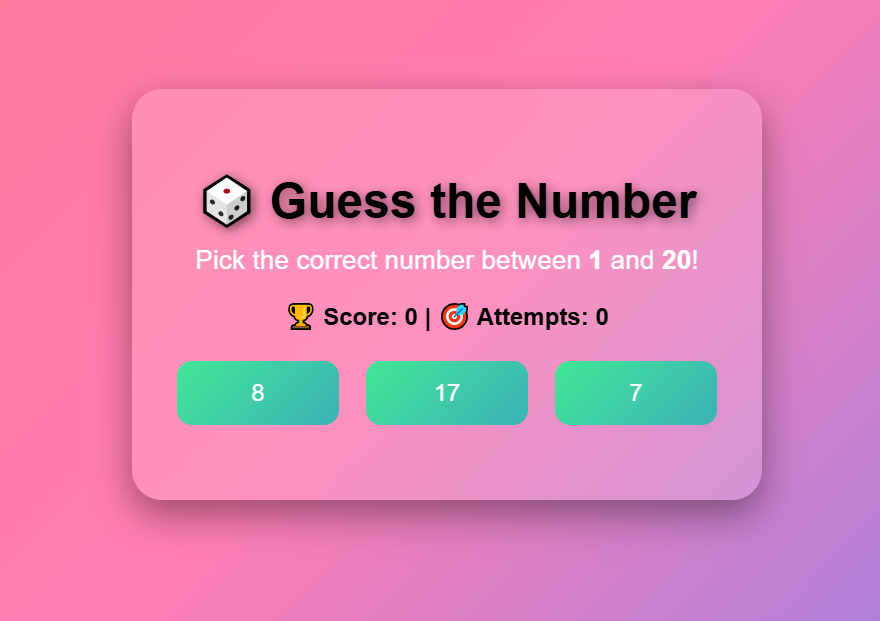 🎲 Guess the Number
Pick the correct number between 1 and 20!
🏆 Score: 0 | 🎯 Attempts: 0
8 17 7